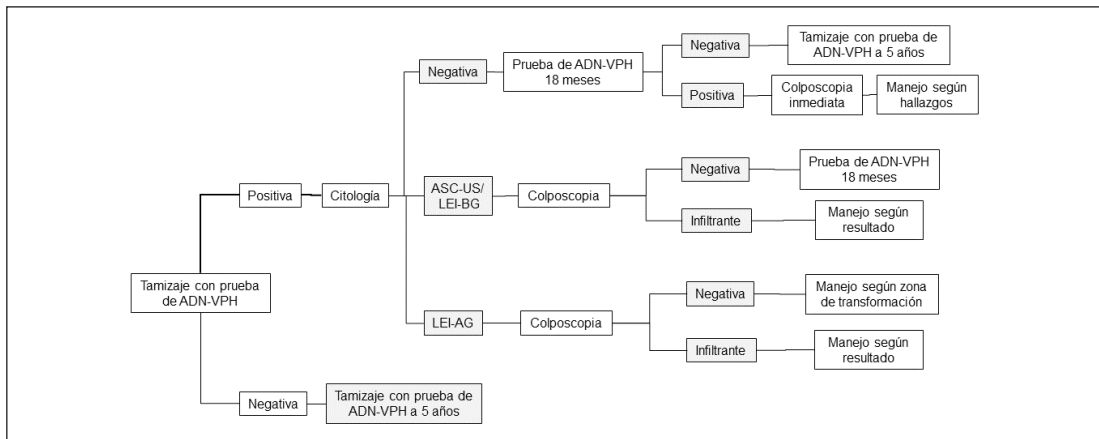 Negativa
Tamizaje con prueba de
ADN-VPH a 5 años
Negativa
Prueba de ADN-VPH
18 meses
Positiva
Colposcopia
inmediata
Manejo según
hallazgos
Negativa
Prueba de ADN-VPH
18 meses
Positiva
Citología
ASC-US/
LEI-BG
Colposcopia
Infiltrante
Manejo según
resultado
Tamizaje con prueba
de ADN-VPH
Negativa
Manejo según zona
de transformación
LEI-AG
Colposcopia
Infiltrante
Manejo según
resultado
Negativa
Tamizaje con prueba de
ADN-VPH a 5 años